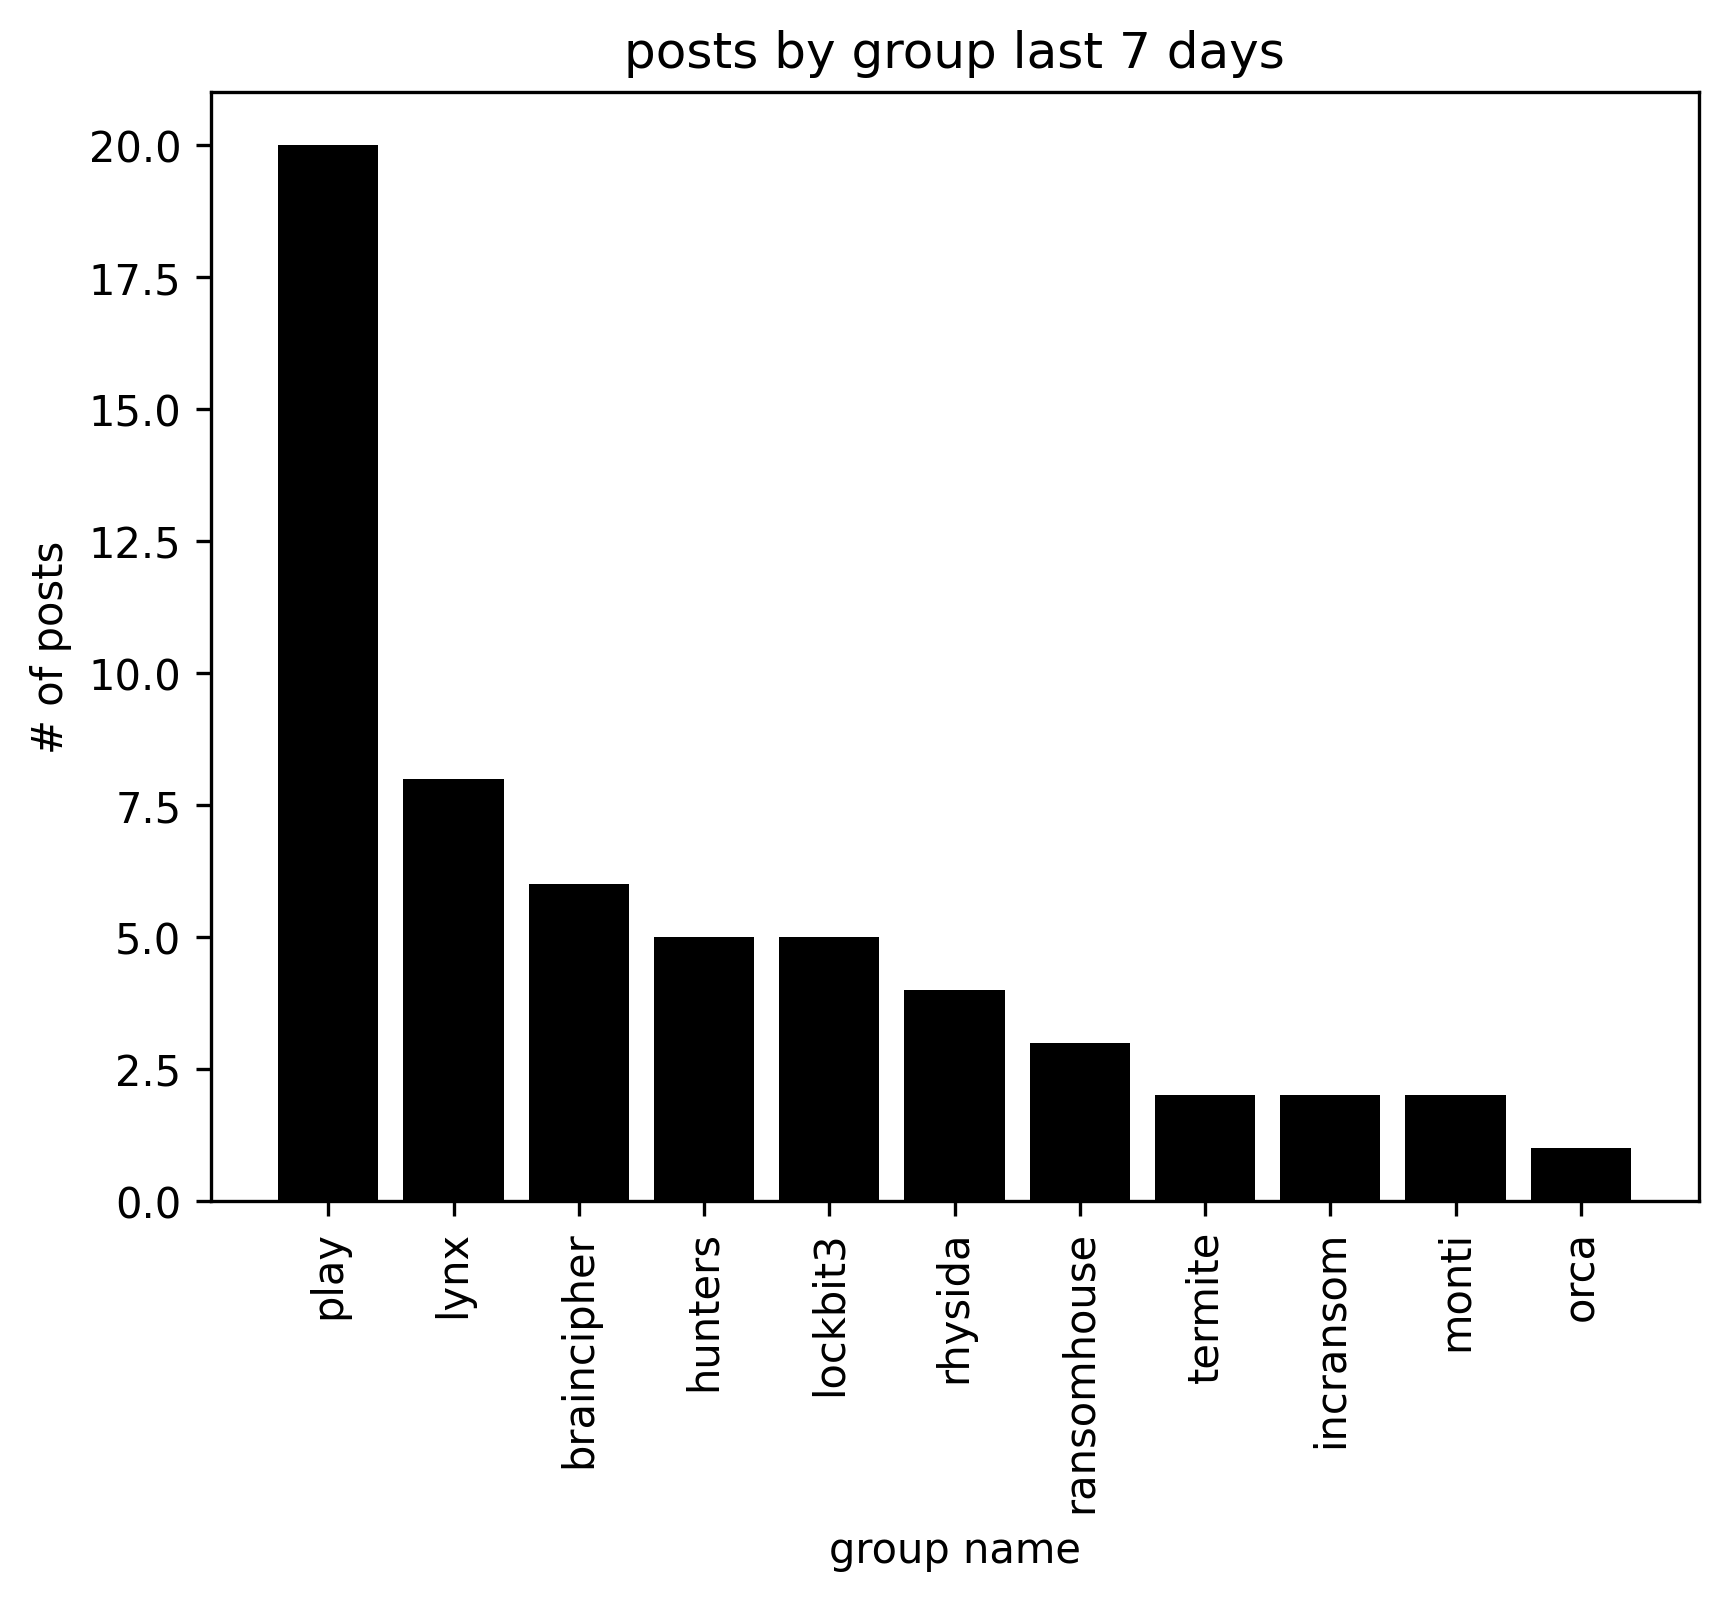 posts by group last 7 days
# of posts
20.0
17.5
15.0
12.5
10.0
7.5
5.0
2.5
0.0
play
lynx
braincipher
hunters
lockbit3
rhysida
ransomhouse
termite
incransom
monti
orca
group name